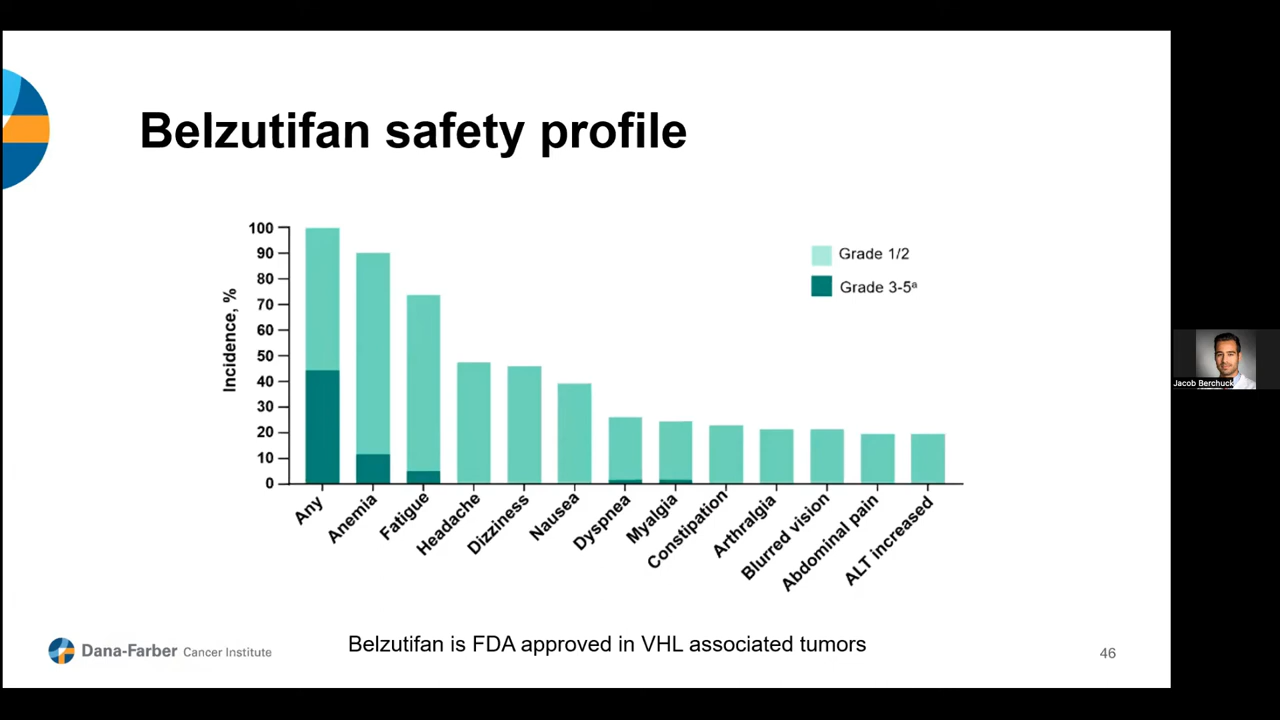 Belzutifan safety profile
100
90
80
70
60
50
40
30
20
10
0
Incidence, %
Grade 1/2
Grade 3-5ᵃ
Any
Anemia
Fatigue
Headache
Dizziness
Nausea
Dyspnea
Myalgia
Constipation
Arthralgia
Blurred vision
Abdominal pain
ALT increased
Belzutifan is FDA approved in VHL associated tumors
Dana-Farber Cancer Institute
46
Jacob Berchuck